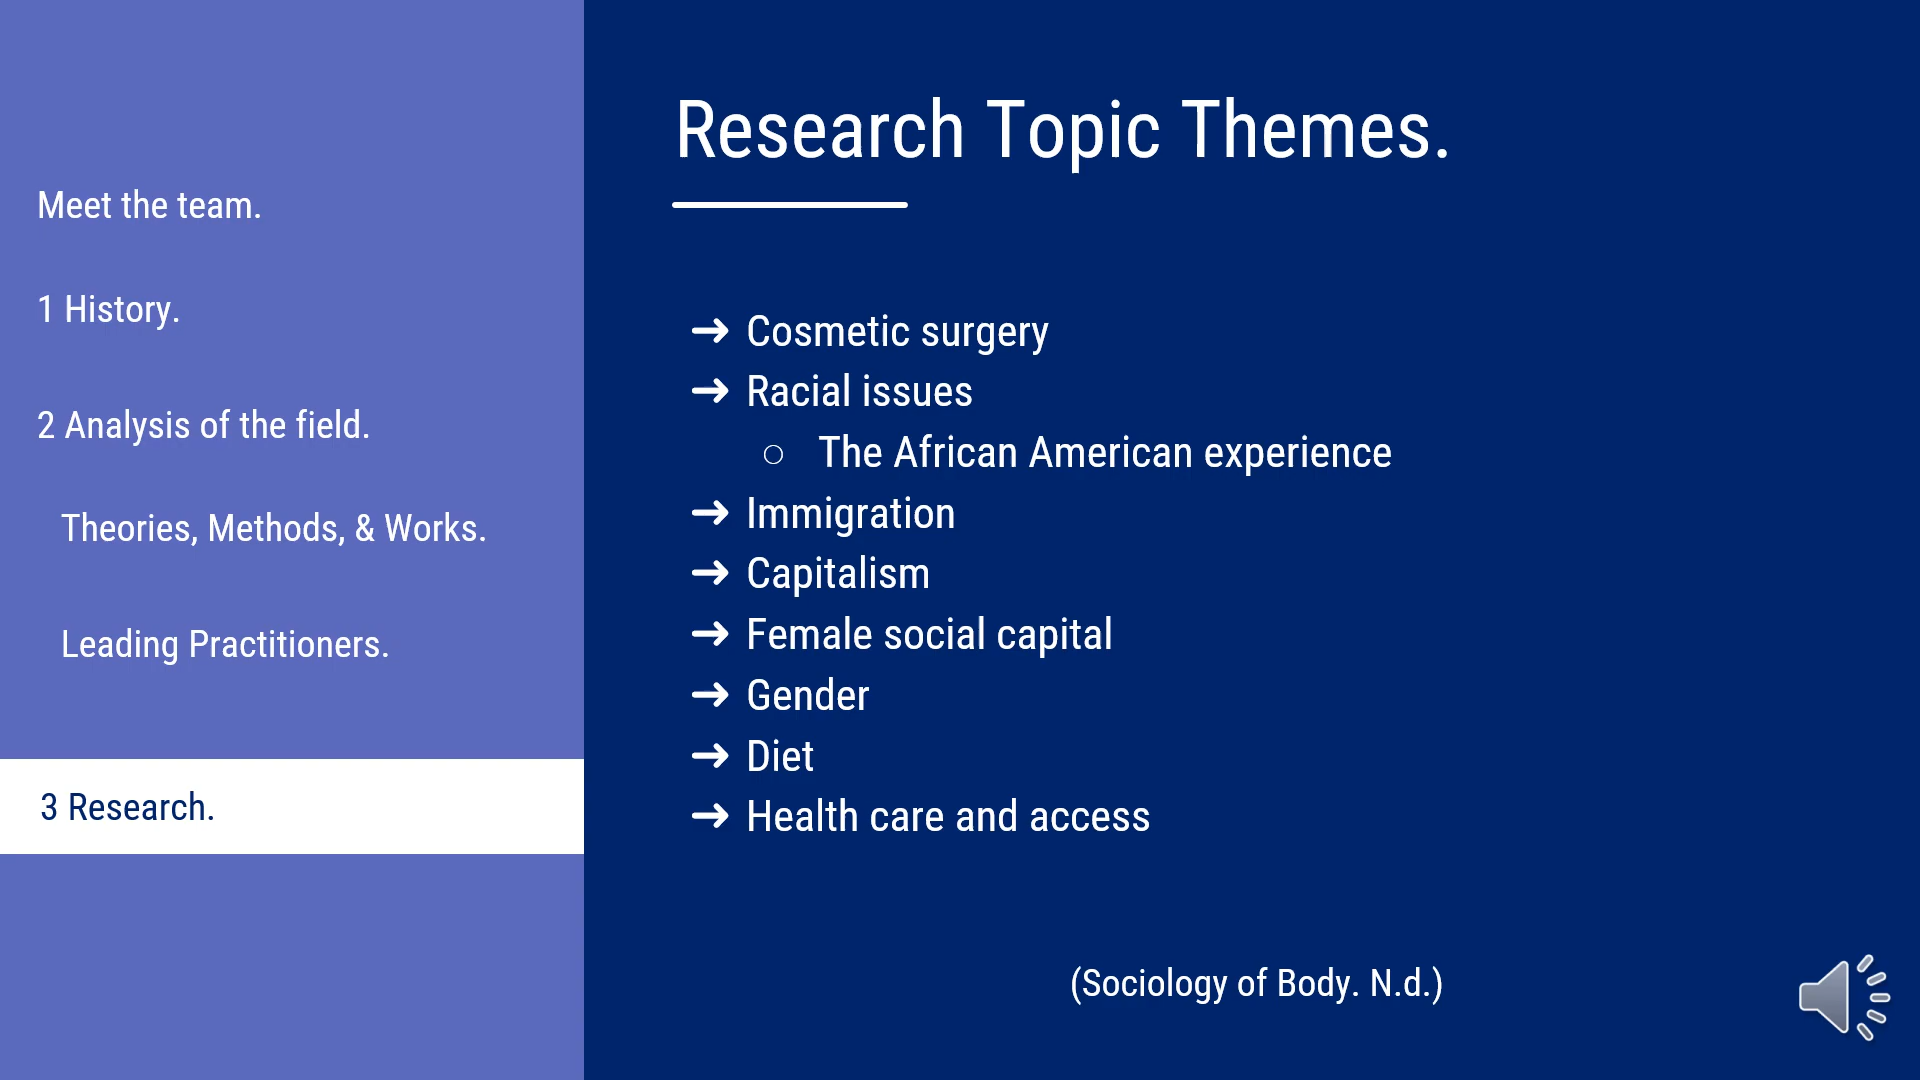 Meet the team.
1 History.
2 Analysis of the field.
Theories, Methods, & Works.
Leading Practitioners.
3 Research.
Research Topic Themes.
➜ Cosmetic surgery
➜ Racial issues
○ The African American experience
➜ Immigration
➜ Capitalism
➜ Female social capital
➜ Gender
➜ Diet
➜ Health care and access
(Sociology of Body. N.d.)